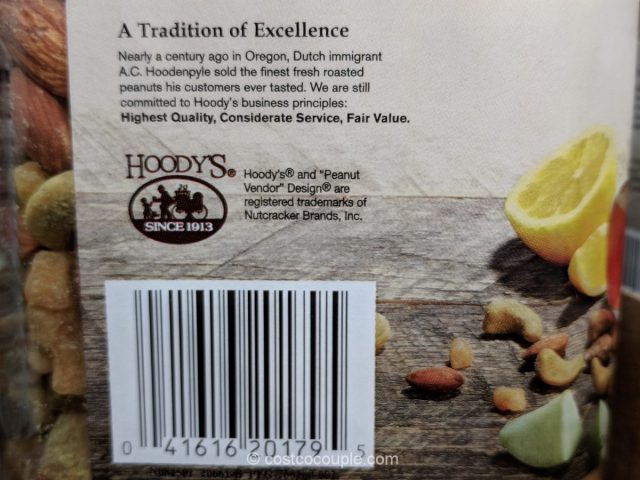 A Tradition of Excellence
Nearly a century ago in Oregon, Dutch immigrant
A.C. Hoodenpyle sold the finest fresh roasted
peanuts his customers ever tasted. We are still
committed to Hoody's business principles:
Highest Quality, Considerate Service, Fair Value.
HOODY'S®
SINCE 1913
Hoody's® and "Peanut
Vendor" Design® are
registered trademarks of
Nutcracker Brands, Inc.
0 41616 20179 5
© costcocouple.com